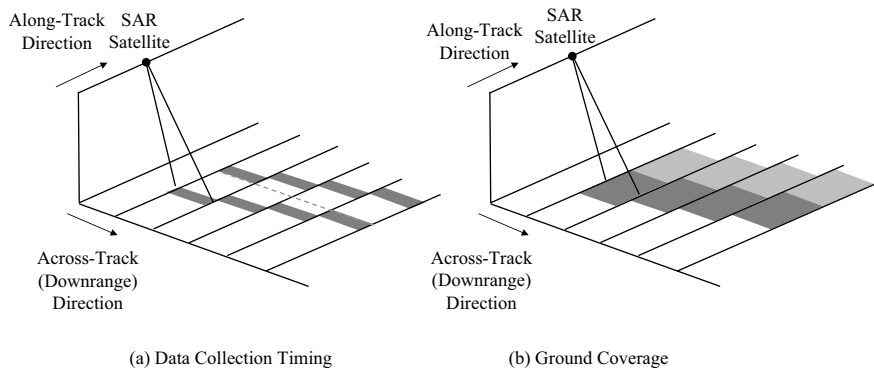 Along-Track
Direction
SAR
Satellite
Across-Track
(Downrange)
Direction
(a) Data Collection Timing
Along-Track
Direction
SAR
Satellite
Across-Track
(Downrange)
Direction
(b) Ground Coverage